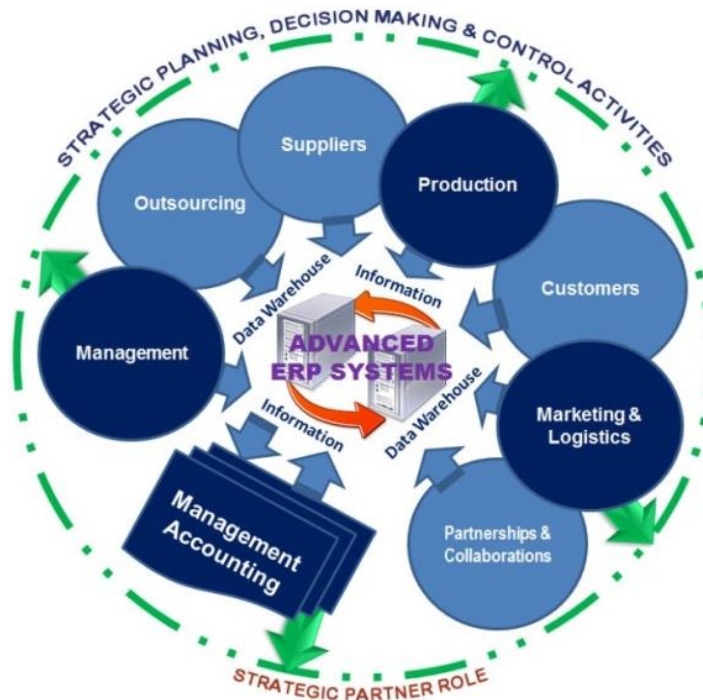 STRATEGIC PLANNING, DECISION MAKING & CONTROL ACTIVITIES
Suppliers
Production
Outsourcing
Customers
Management
Data Warehouse
Information
ADVANCED
ERP SYSTEMS
Information
Data Warehouse
Marketing &
Logistics
Management
Accounting
Partnerships &
Collaborations
STRATEGIC PARTNER ROLE